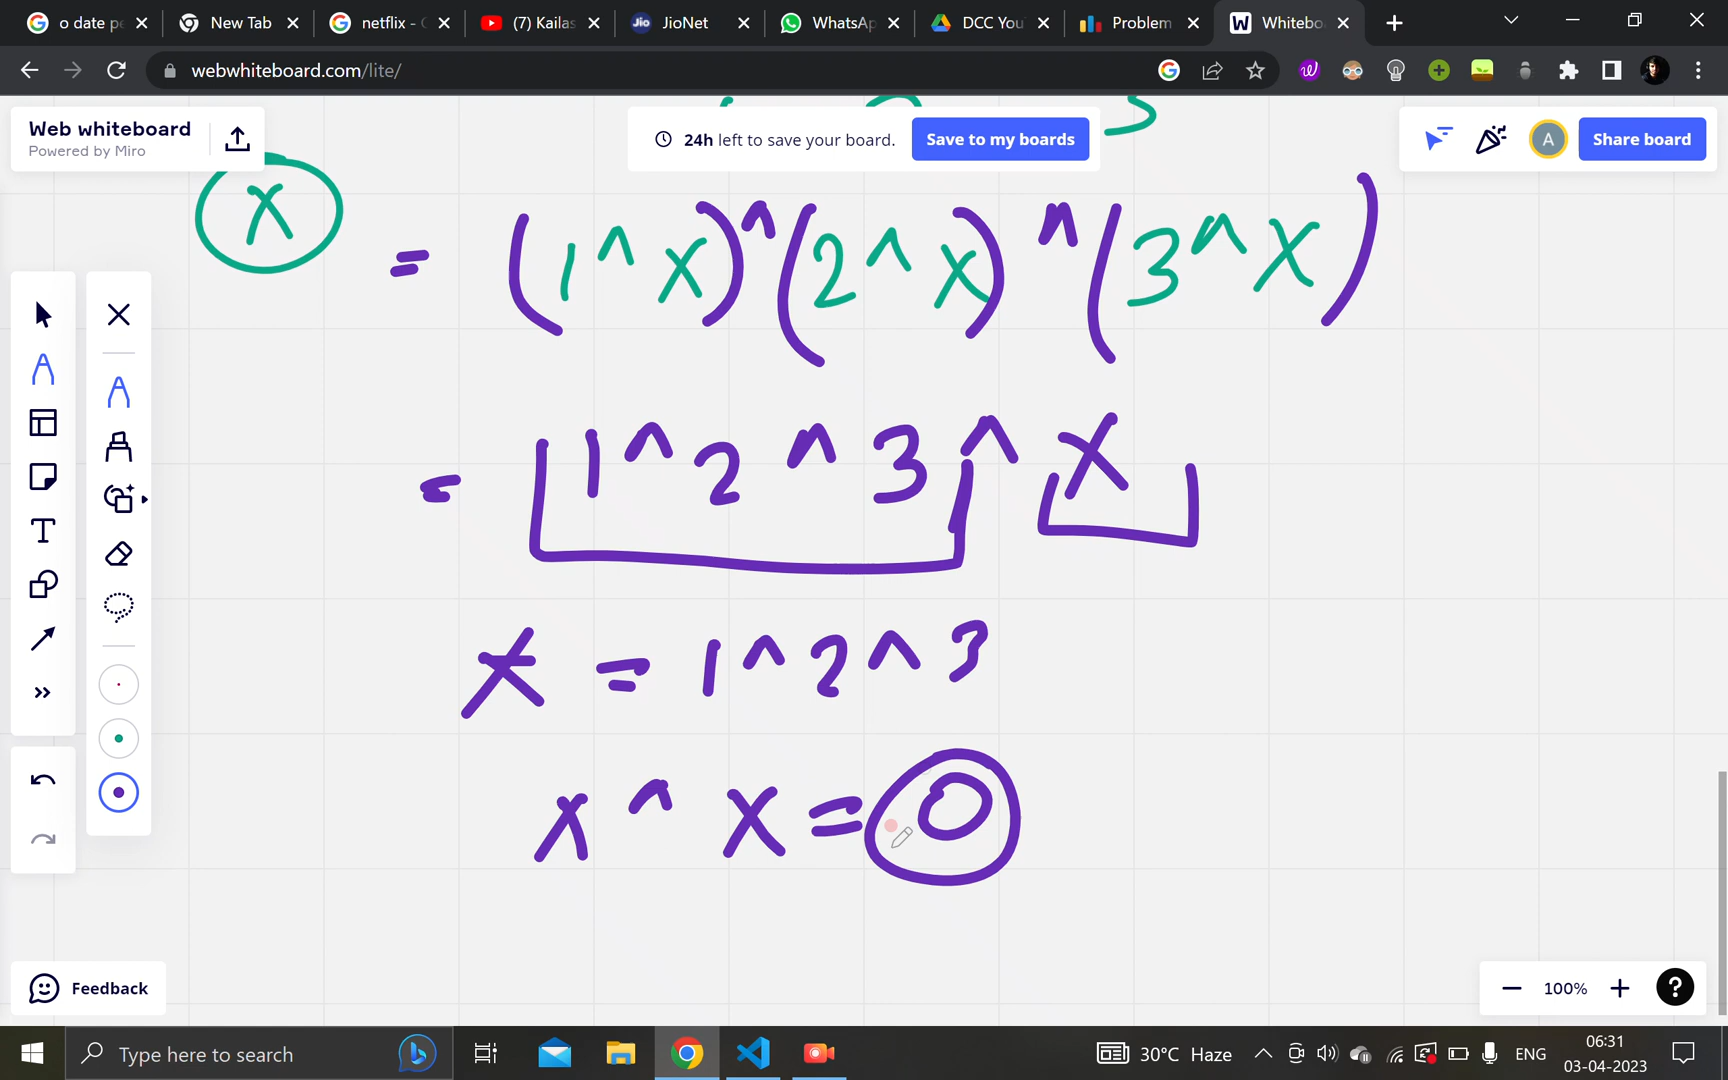 o date p
New Tab
netflix - G
(7) Kailas
Jio
JioNet
WhatsAp
DCC You
Problem
W
Whitebo
webwhiteboard.com/lite/
Web whiteboard
Powered by Miro
24h left to save your board.
Save to my boards
A
Share board
X
= (1^X)^(2^X)^(3^X)
= 1^2^3^X
X = 1^2^3
X^X=0
T
Feedback
100%
?
Type here to search
30°C Haze
ENG
06:31
03-04-2023